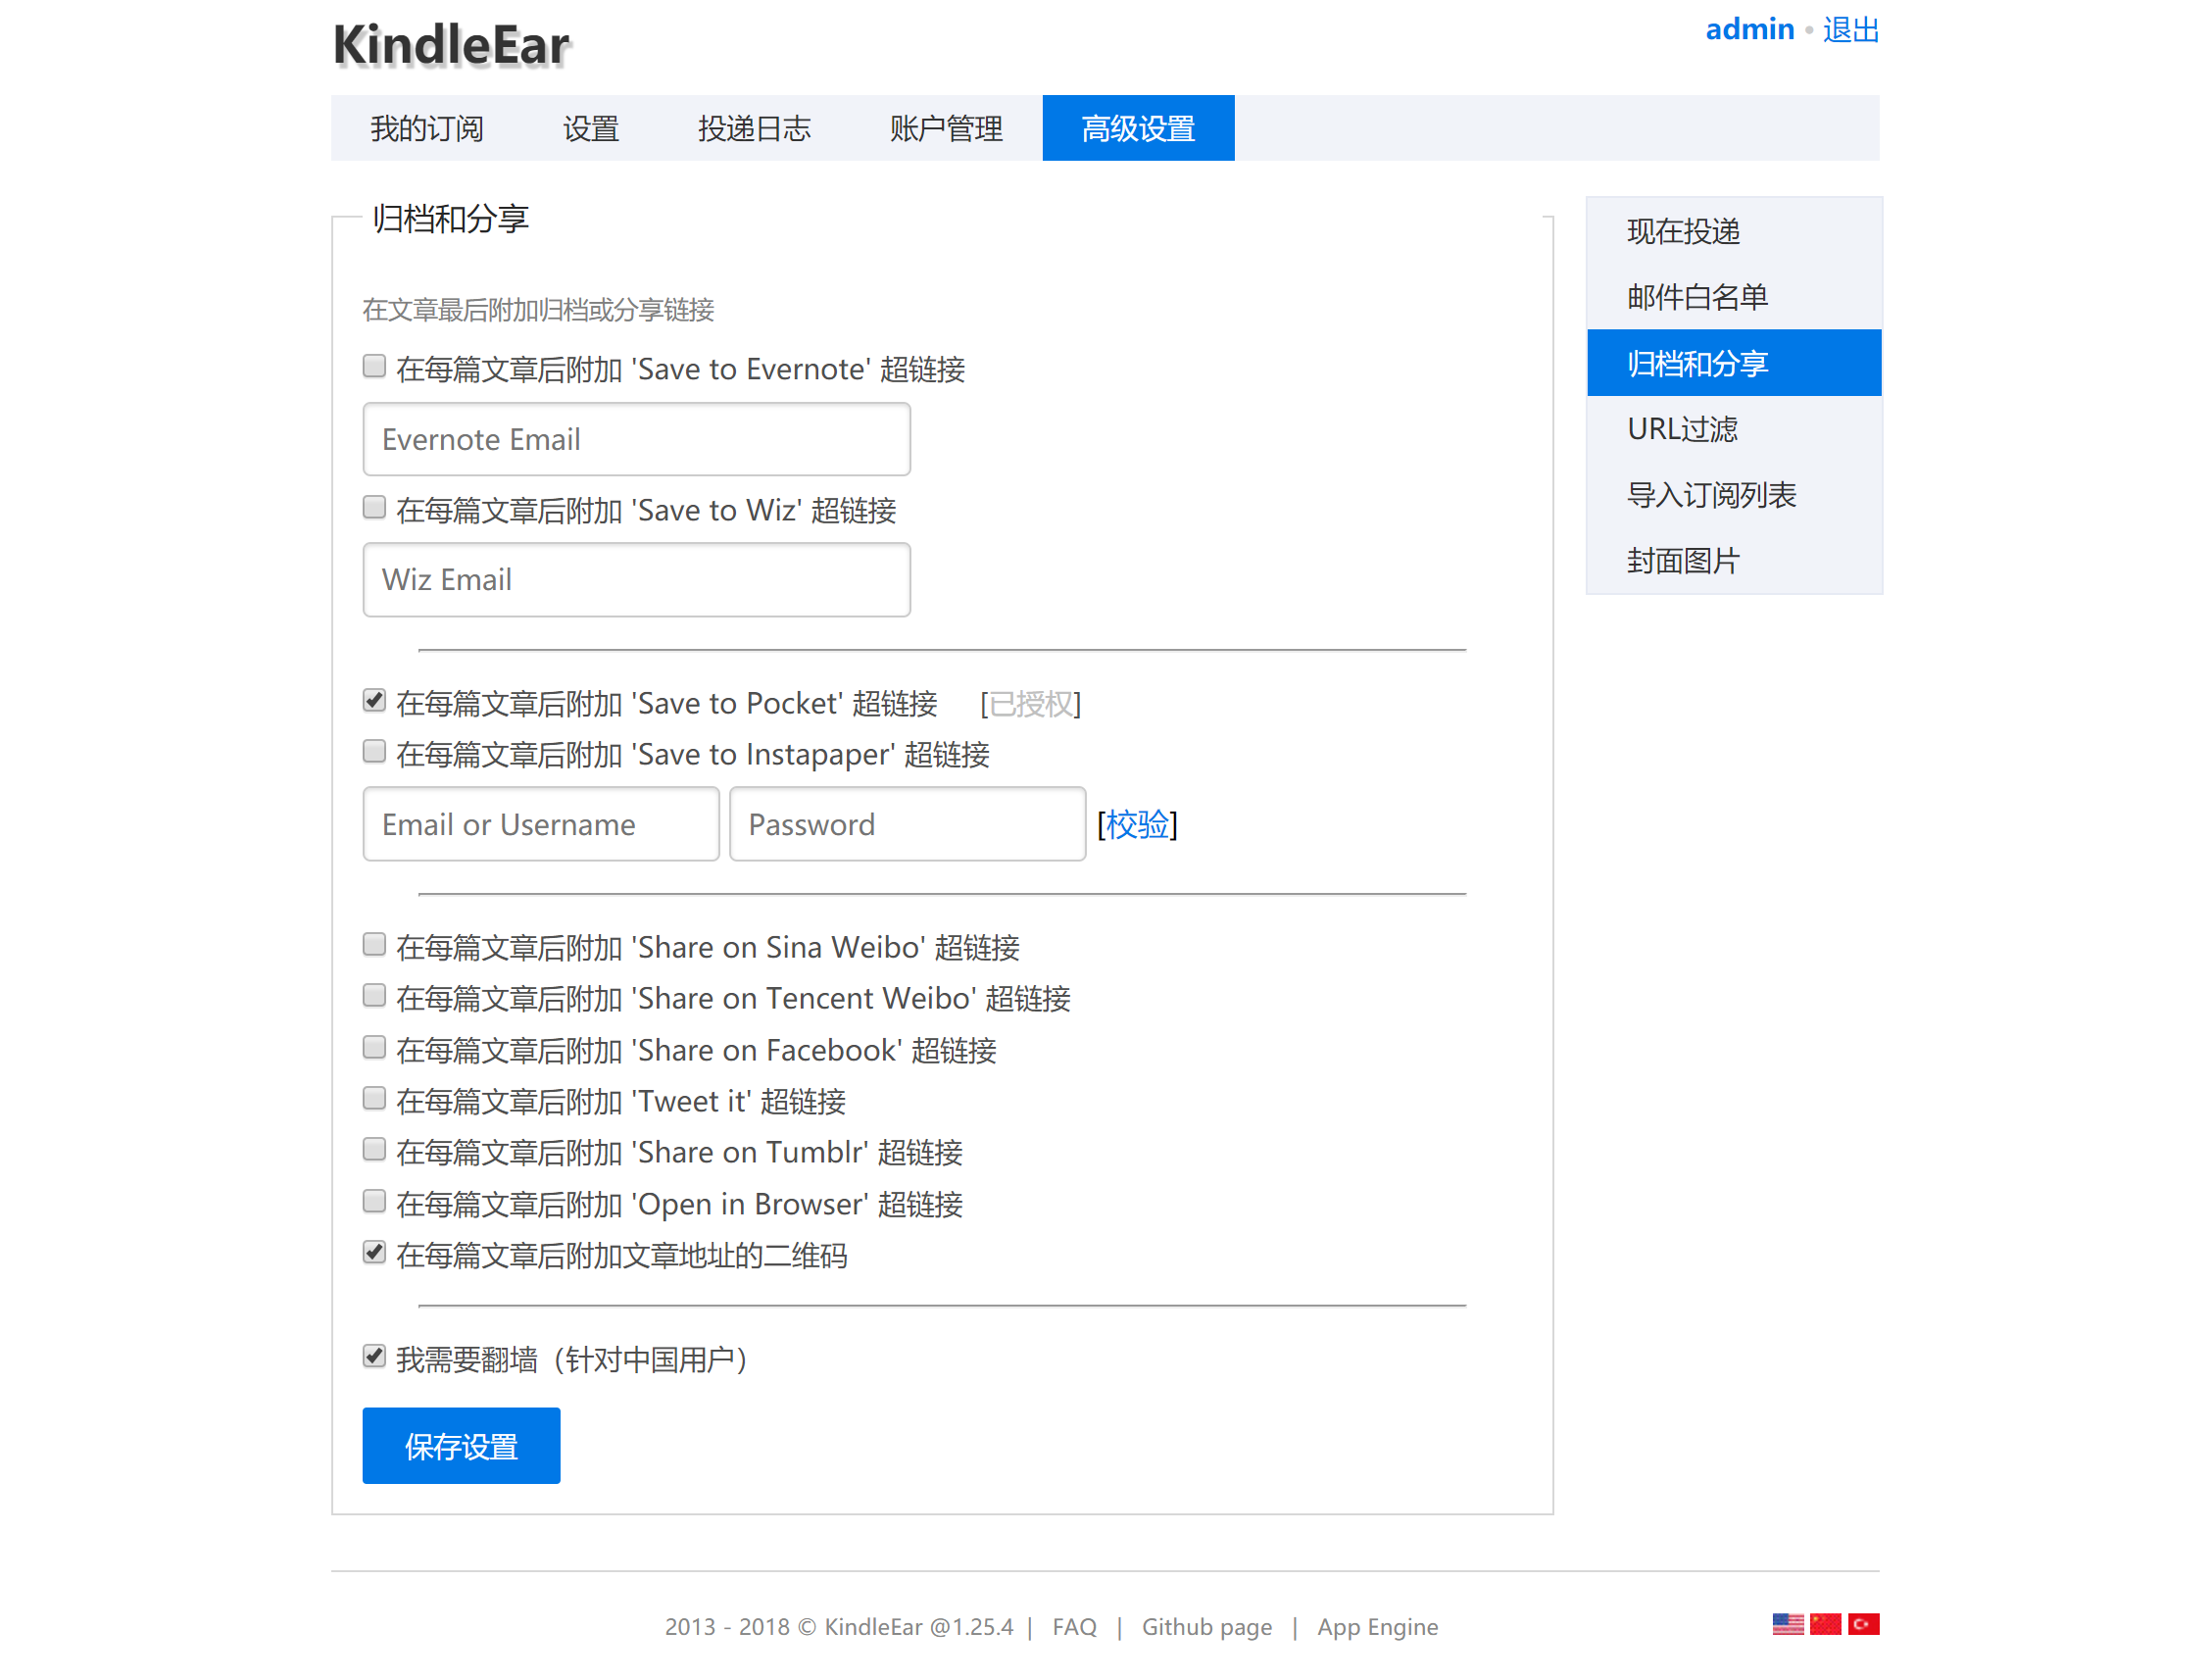 KindleEar
admin • 退出
我的订阅 设置 投递日志 账户管理 高级设置
归档和分享
在文章最后附加归档或分享链接
在每篇文章后附加 'Save to Evernote' 超链接
Evernote Email
在每篇文章后附加 'Save to Wiz' 超链接
Wiz Email
在每篇文章后附加 'Save to Pocket' 超链接 [已授权]
在每篇文章后附加 'Save to Instapaper' 超链接
Email or Username Password [校验]
在每篇文章后附加 'Share on Sina Weibo' 超链接
在每篇文章后附加 'Share on Tencent Weibo' 超链接
在每篇文章后附加 'Share on Facebook' 超链接
在每篇文章后附加 'Tweet it' 超链接
在每篇文章后附加 'Share on Tumblr' 超链接
在每篇文章后附加 'Open in Browser' 超链接
在每篇文章后附加文章地址的二维码
我需要翻墙（针对中国用户）
保存设置
现在投递
邮件白名单
归档和分享
URL过滤
导入订阅列表
封面图片
2013 - 2018 © KindleEar @1.25.4 | FAQ | Github page | App Engine